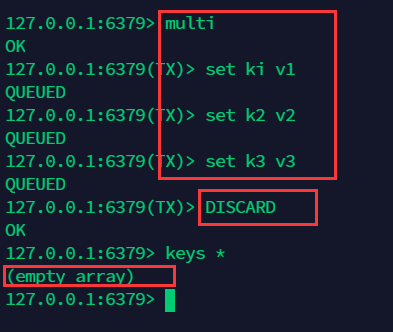 127.0.0.1:6379> multi
OK
127.0.0.1:6379(TX)> set ki v1
QUEUED
127.0.0.1:6379(TX)> set k2 v2
QUEUED
127.0.0.1:6379(TX)> set k3 v3
QUEUED
127.0.0.1:6379(TX)> DISCARD
OK
127.0.0.1:6379> keys *
(empty array)
127.0.0.1:6379>